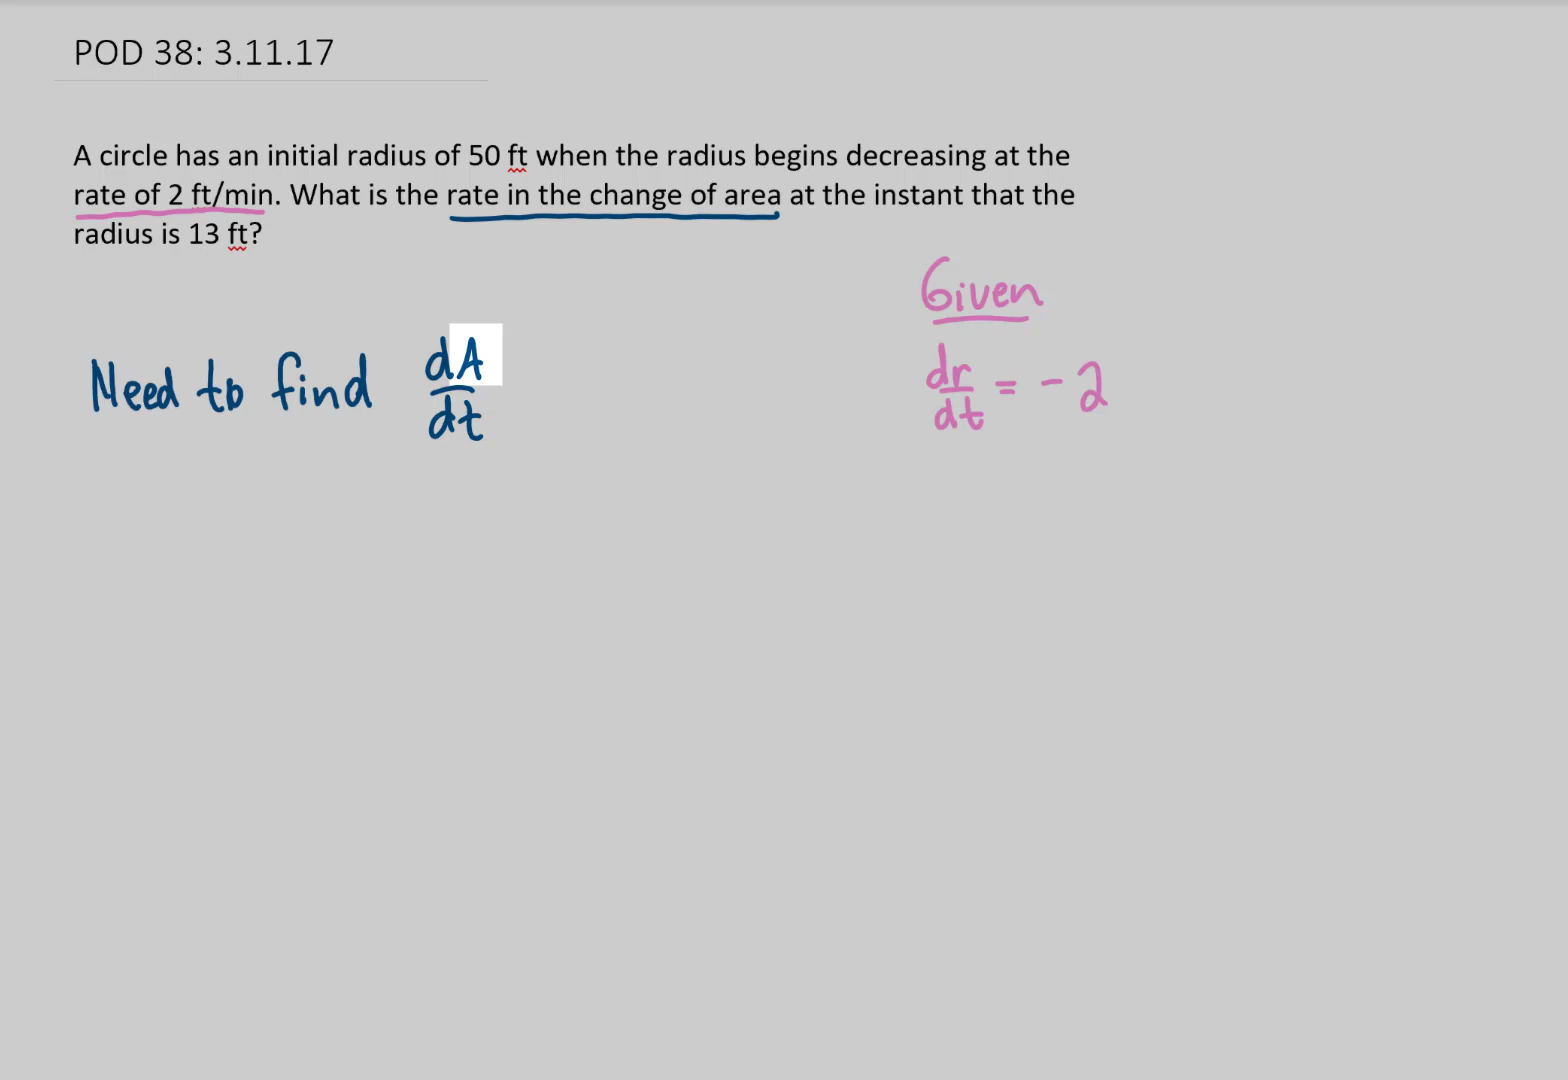 POD 38: 3.11.17
A circle has an initial radius of 50 ft when the radius begins decreasing at the
rate of 2 ft/min. What is the rate in the change of area at the instant that the
radius is 13 ft?
Given
Need to find dA/dt
dr/dt = -2